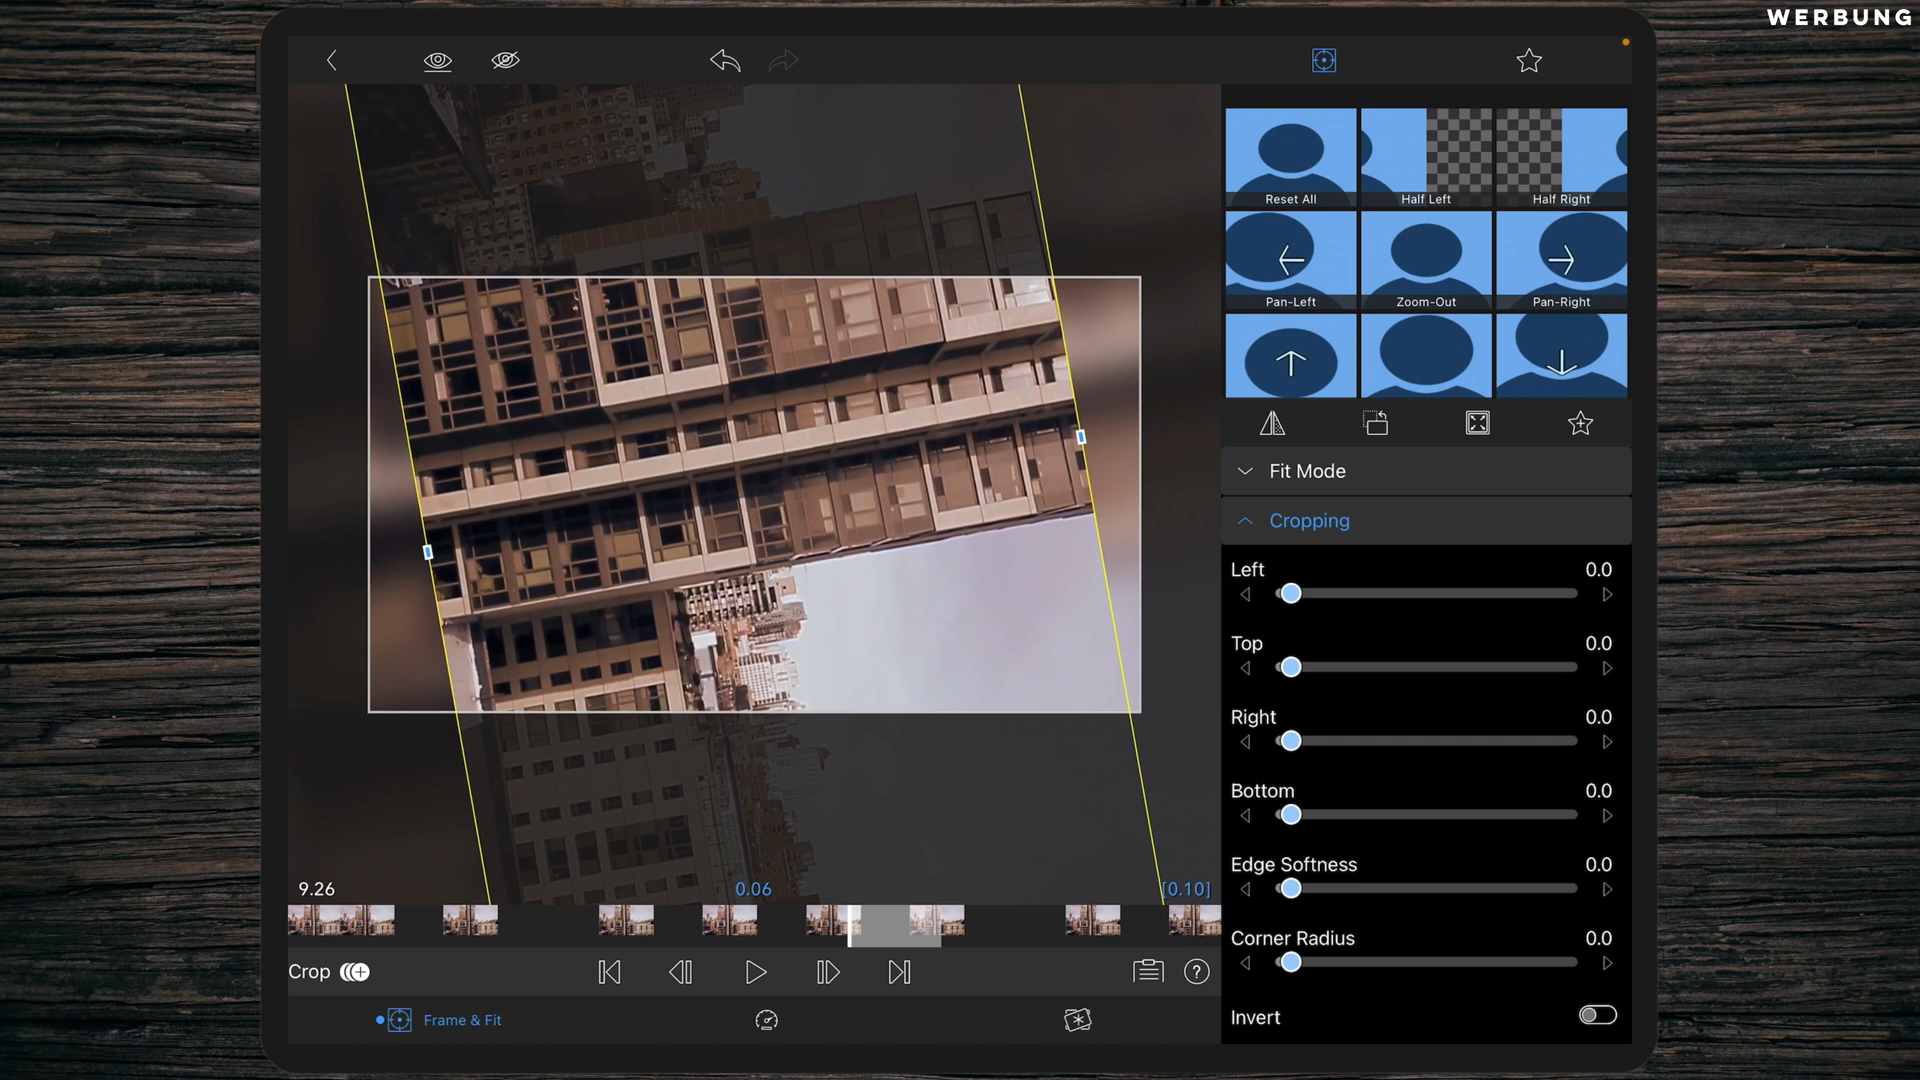 WERBUNG
Reset All
Half Left
Half Right
Pan-Left
Zoom-Out
Pan-Right
Fit Mode
Cropping
Left 0.0
Top 0.0
Right 0.0
Bottom 0.0
Edge Softness 0.0
Corner Radius 0.0
Invert
9.26 0.06 [0.10]
Crop
?
Frame & Fit